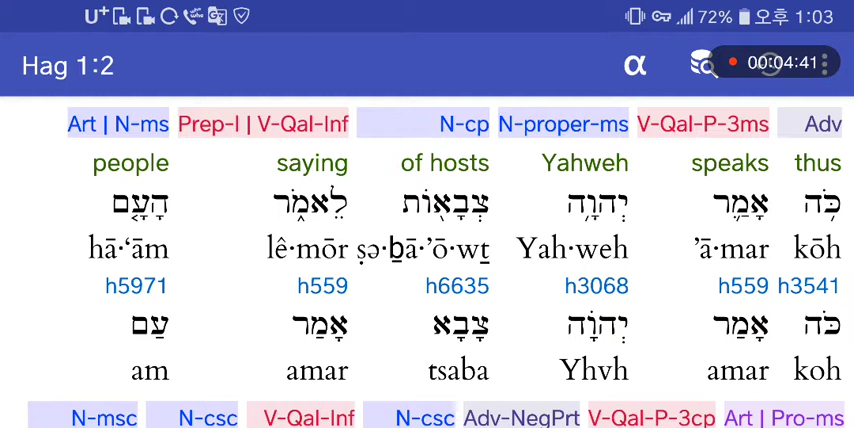 U+ 72% 오후 1:03
Hag 1:2 α 00:04:41
Art | N-ms Prep-l | V-Qal-Inf N-cp N-proper-ms V-Qal-P-3ms Adv
people saying of hosts Yahweh speaks thus
כֹּ֥ה אָמַ֛ר יְהוָ֥ה צְבָא֖וֹת לֵאמֹ֑ר הָעָ֤ם
hā·‘ām lê·mōr ṣə·ḇā·’ō·wṯ Yah·weh ’ā·mar kōh
h5971 h559 h6635 h3068 h559 h3541
כֹּה אָמַר יְהוָֹה צָבָא אָמַר עַם
am amar tsaba Yhvh amar koh
N-msc N-csc V-Qal-Inf N-csc Adv-NegPrt V-Qal-P-3cp Art | Pro-ms